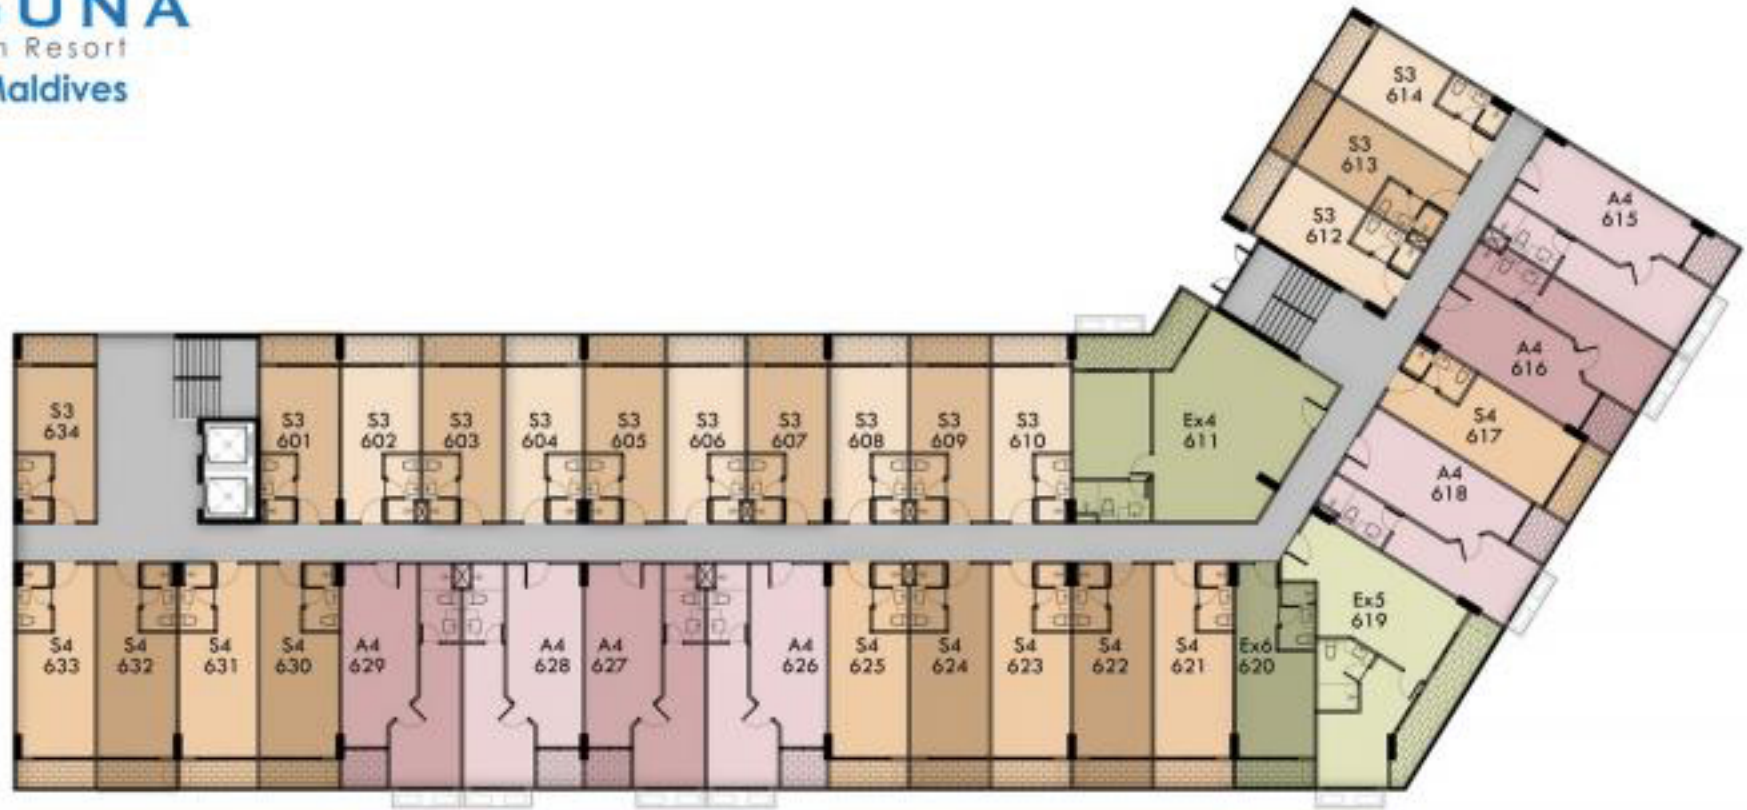 UNA
Resort
Maldives
S3
614
S3
613
S3
612
A4
615
A4
616
S4
617
A4
618
S3
634
S3
601
S3
602
S3
603
S3
604
S3
605
S3
606
S3
607
S3
608
S3
609
S3
610
Ex4
611
Ex5
619
S4
633
S4
632
S4
631
S4
630
A4
629
A4
628
A4
627
A4
626
S4
625
S4
624
S4
623
S4
622
S4
621
Ex6
620